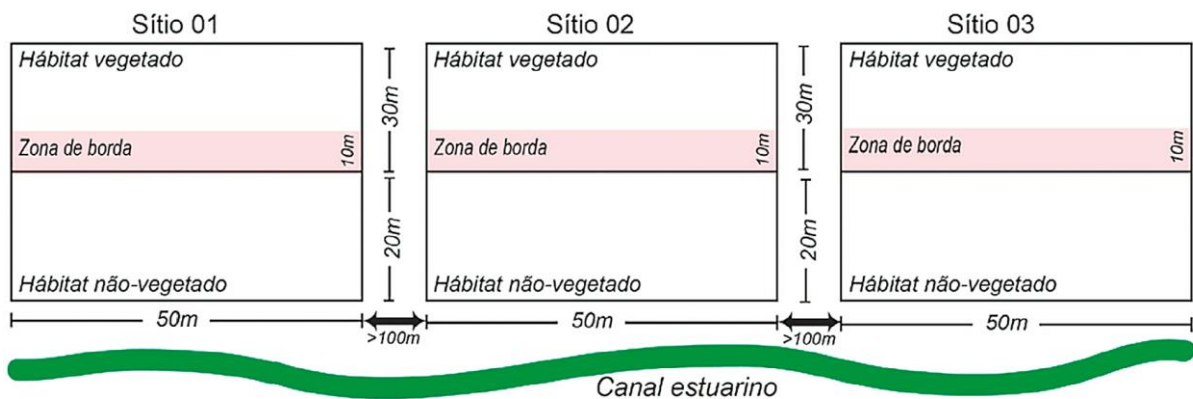 Sítio 01
Sítio 02
Sítio 03
Hábitat vegetado
Hábitat vegetado
Hábitat vegetado
30m
30m
Zona de borda
10m
Zona de borda
10m
Zona de borda
10m
20m
20m
Hábitat não-vegetado
Hábitat não-vegetado
Hábitat não-vegetado
50m
>100m
50m
>100m
50m
Canal estuarino